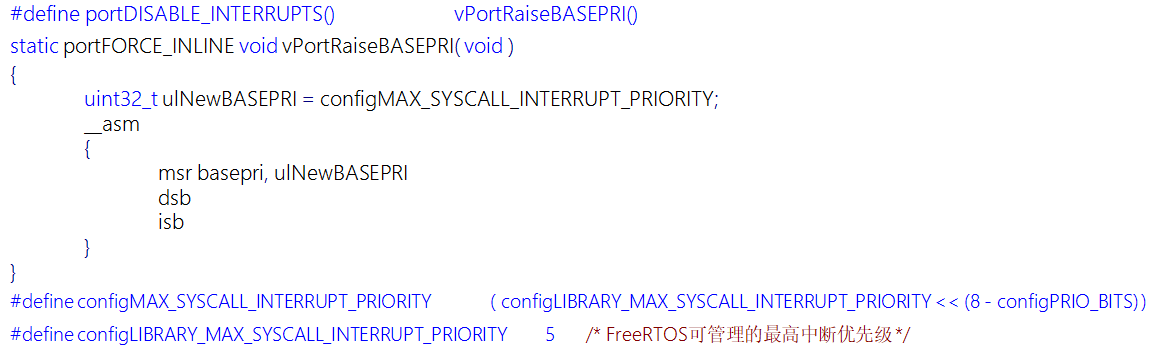 #define portDISABLE_INTERRUPTS() vPortRaiseBASEPRI()
static portFORCE_INLINE void vPortRaiseBASEPRI( void )
{
uint32_t ulNewBASEPRI = configMAX_SYSCALL_INTERRUPT_PRIORITY;
__asm
{
msr basepri, ulNewBASEPRI
dsb
isb
}
}
#define configMAX_SYSCALL_INTERRUPT_PRIORITY ( configLIBRARY_MAX_SYSCALL_INTERRUPT_PRIORITY << (8 - configPRIO_BITS) )
#define configLIBRARY_MAX_SYSCALL_INTERRUPT_PRIORITY 5 /* FreeRTOS可管理的最高中断优先级 */